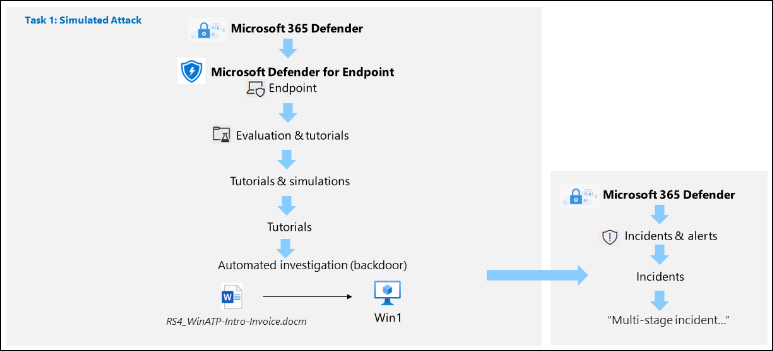 Task 1: Simulated Attack
Microsoft 365 Defender
Microsoft Defender for Endpoint
Endpoint
Evaluation & tutorials
Tutorials & simulations
Tutorials
Automated investigation (backdoor)
RS4_WinATP-Intro-Invoice.docm
Win1
Microsoft 365 Defender
Incidents & alerts
Incidents
"Multi-stage incident..."